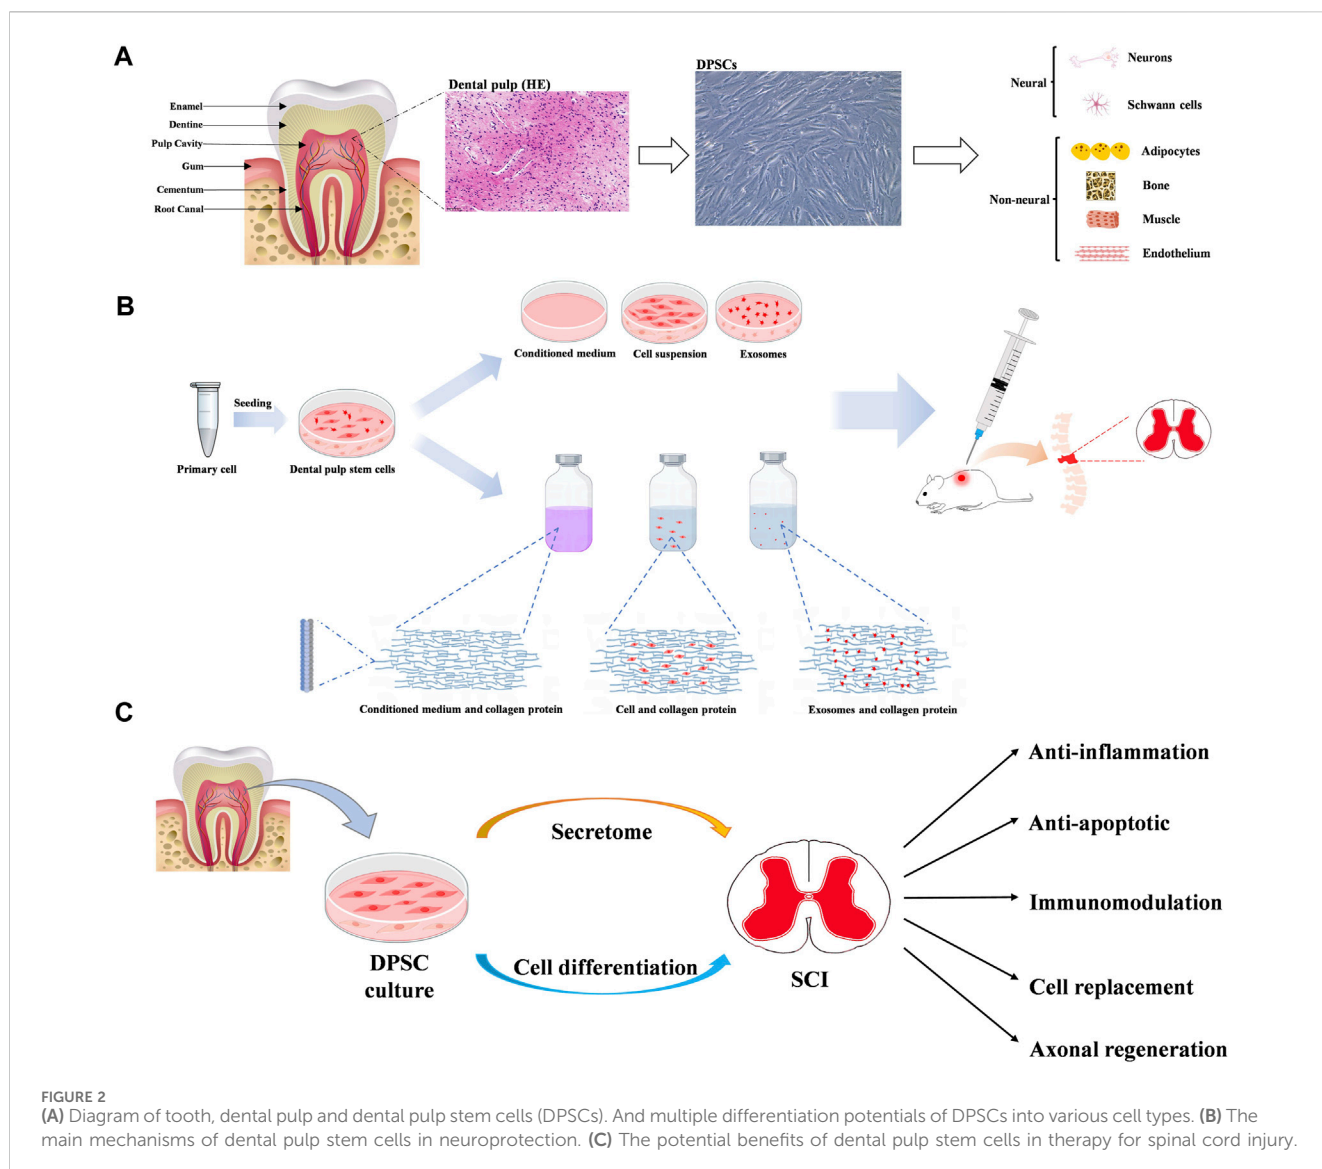 A
Enamel
Dentine
Pulp Cavity
Gum
Cementum
Root Canal
Dental pulp (HE)
DPSCs
Neural
Neurons
Schwann cells
Non-neural
Adipocytes
Bone
Muscle
Endothelium
B
Primary cell
Seeding
Dental pulp stem cells
Conditioned medium
Cell suspension
Exosomes
Conditioned medium and collagen protein
Cell and collagen protein
Exosomes and collagen protein
C
DPSC
culture
Secretome
Cell differentiation
SCI
Anti-inflammation
Anti-apoptotic
Immunomodulation
Cell replacement
Axonal regeneration
FIGURE 2
(A) Diagram of tooth, dental pulp and dental pulp stem cells (DPSCs). And multiple differentiation potentials of DPSCs into various cell types. (B) The
main mechanisms of dental pulp stem cells in neuroprotection. (C) The potential benefits of dental pulp stem cells in therapy for spinal cord injury.